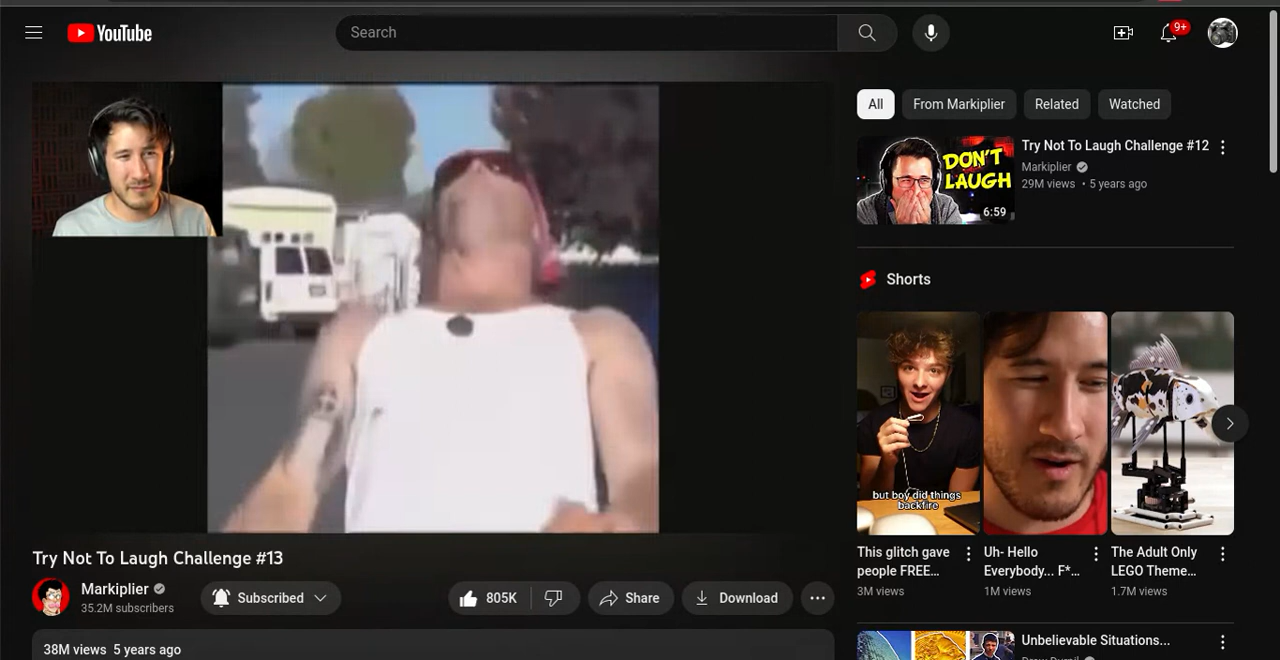 YouTube
Search
9+
All
From Markiplier
Related
Watched
DON'T
LAUGH
6:59
Try Not To Laugh Challenge #12
Markiplier
29M views • 5 years ago
Shorts
but boy did things
backfire
This glitch gave
people FREE...
3M views
Uh- Hello
Everybody... F*...
1M views
The Adult Only
LEGO Theme...
1.7M views
Try Not To Laugh Challenge #13
Markiplier
35.2M subscribers
Subscribed
805K
Share
Download
38M views 5 years ago
Unbelievable Situations...